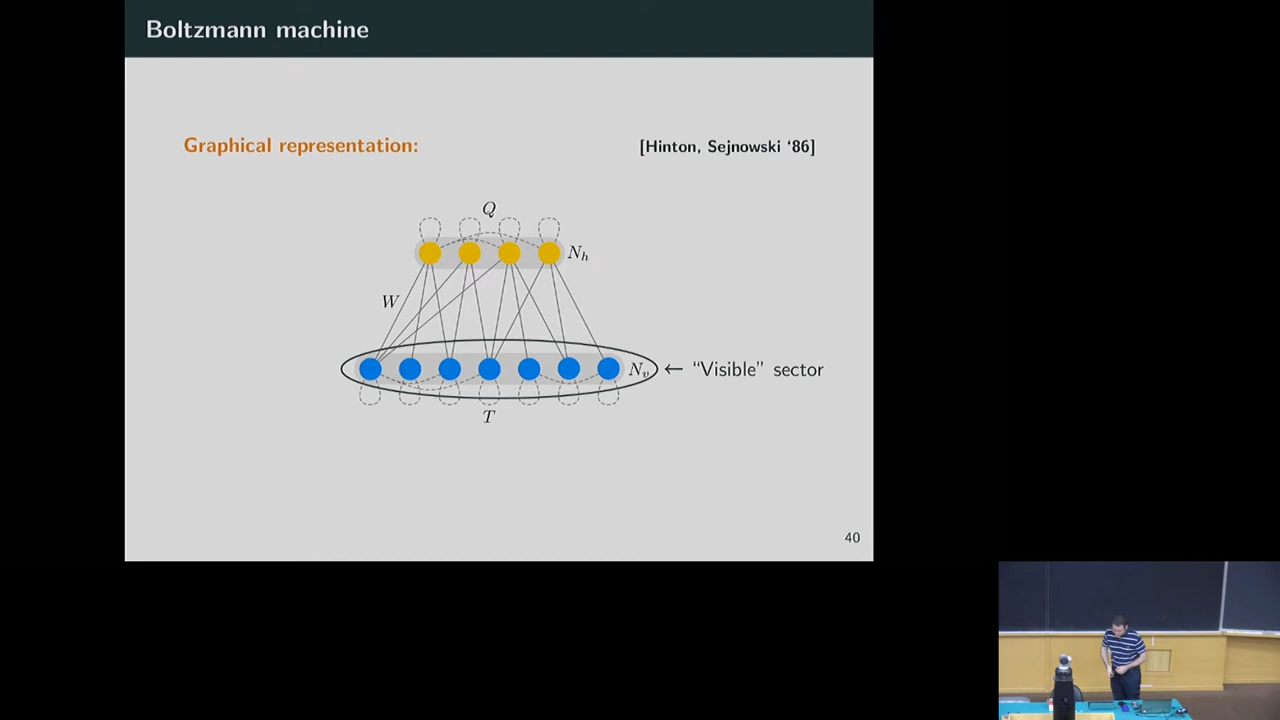 Boltzmann machine
Graphical representation:
[Hinton, Sejnowski ‘86]
Q
N_h
W
N_v ← “Visible” sector
T
40